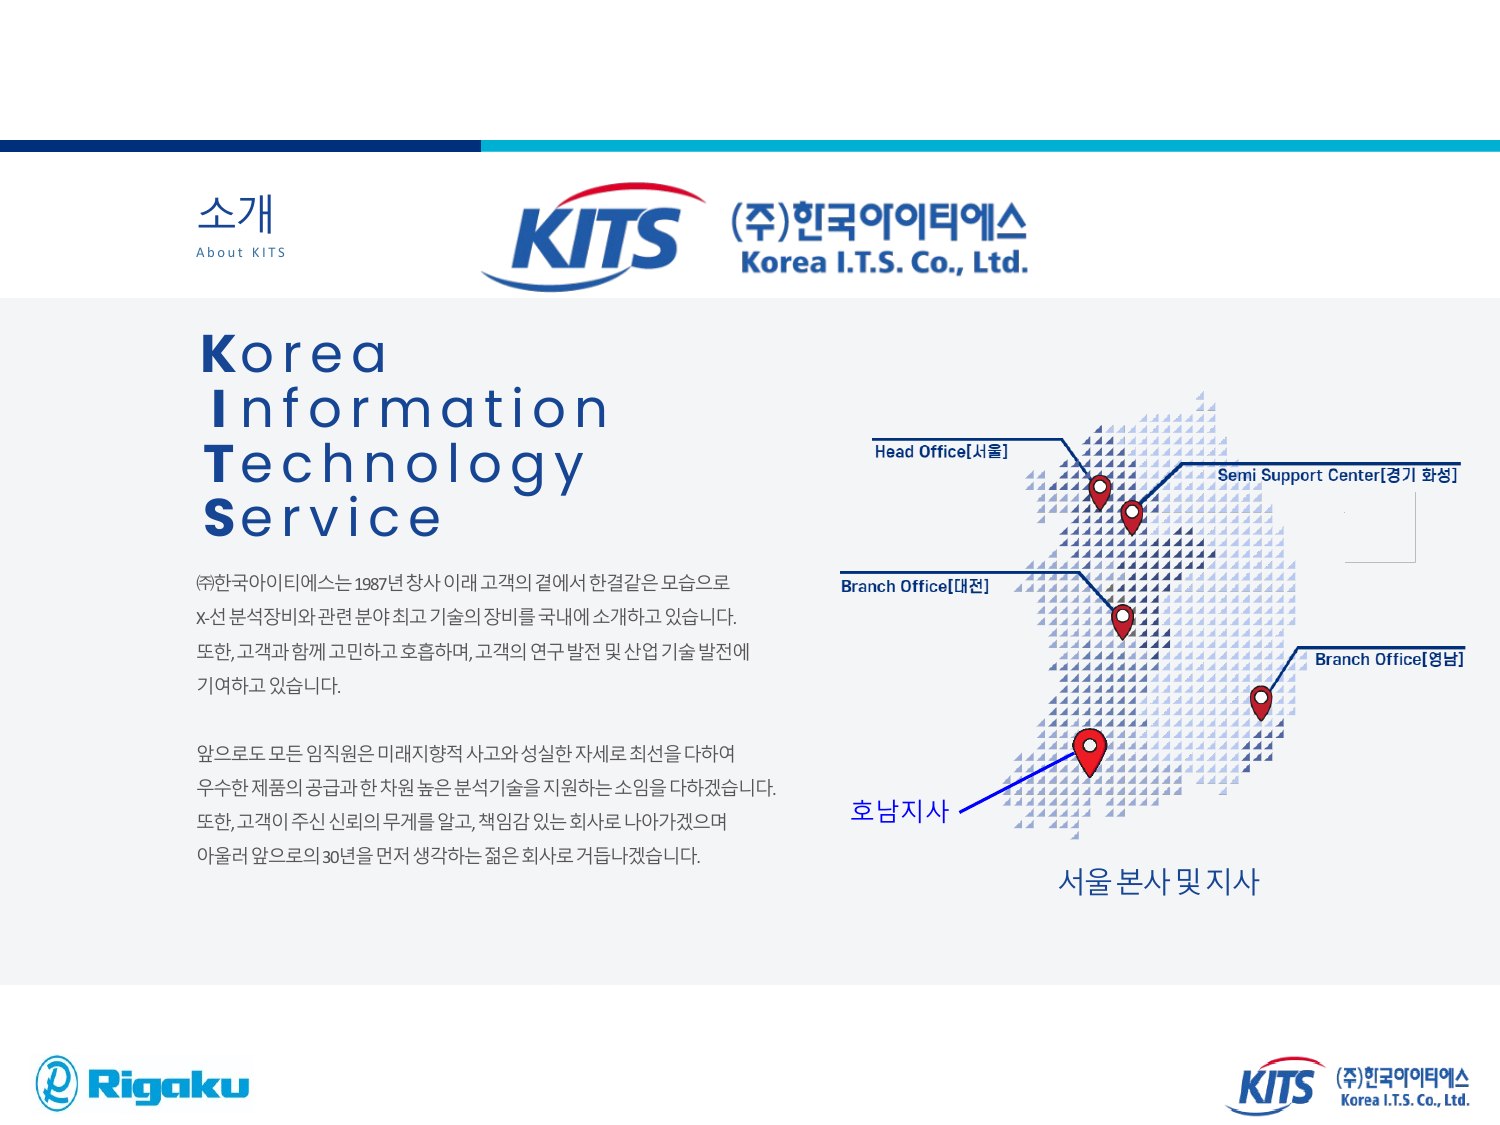 소개
About KITS
KITS
(주)한국아이티에스
Korea I.T.S. Co., Ltd.
Korea
Information
Technology
Service
㈜한국아이티에스는 1987년 창사 이래 고객의 곁에서 한결같은 모습으로
X-선 분석장비와 관련 분야 최고 기술의 장비를 국내에 소개하고 있습니다.
또한, 고객과 함께 고민하고 호흡하며, 고객의 연구 발전 및 산업 기술 발전에
기여하고 있습니다.
앞으로도 모든 임직원은 미래지향적 사고와 성실한 자세로 최선을 다하여
우수한 제품의 공급과 한 차원 높은 분석기술을 지원하는 소임을 다하겠습니다.
또한, 고객이 주신 신뢰의 무게를 알고, 책임감 있는 회사로 나아가겠으며
아울러 앞으로의 30년을 먼저 생각하는 젊은 회사로 거듭나겠습니다.
Head Office[서울]
Semi Support Center[경기 화성]
Branch Office[대전]
Branch Office[영남]
호남지사
서울 본사 및 지사
Rigaku
KITS
(주)한국아이티에스
Korea I.T.S. Co., Ltd.